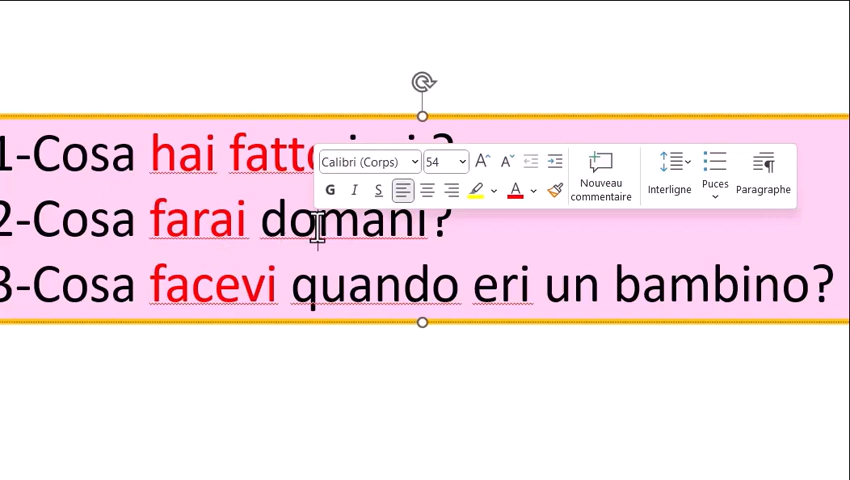 1-Cosa hai fatto ?
Calibri (Corps) 54
G I S A
Nouveau commentaire
Interligne
Puces
Paragraphe
2-Cosa farai domani?
3-Cosa facevi quando eri un bambino?